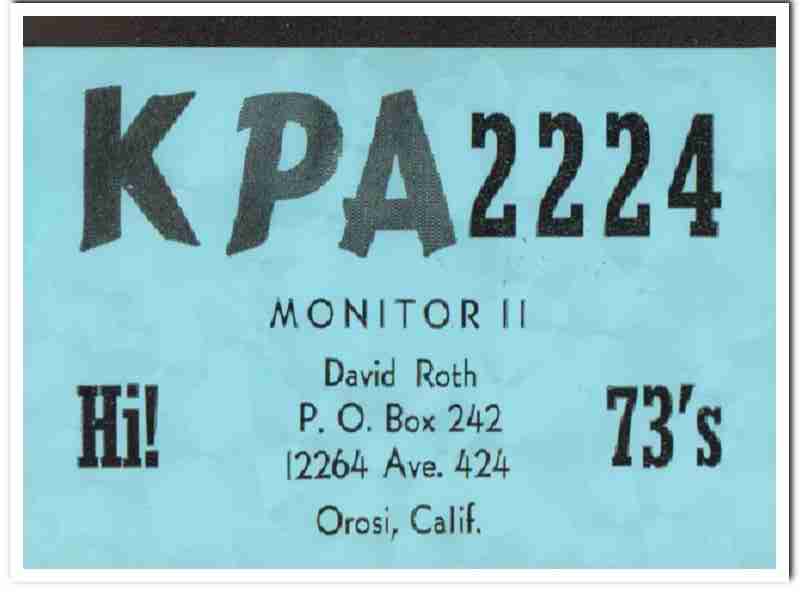 KPA2224
MONITOR II
David Roth
P. O. Box 242
Hi! 73's
12264 Ave. 424
Orosi, Calif.